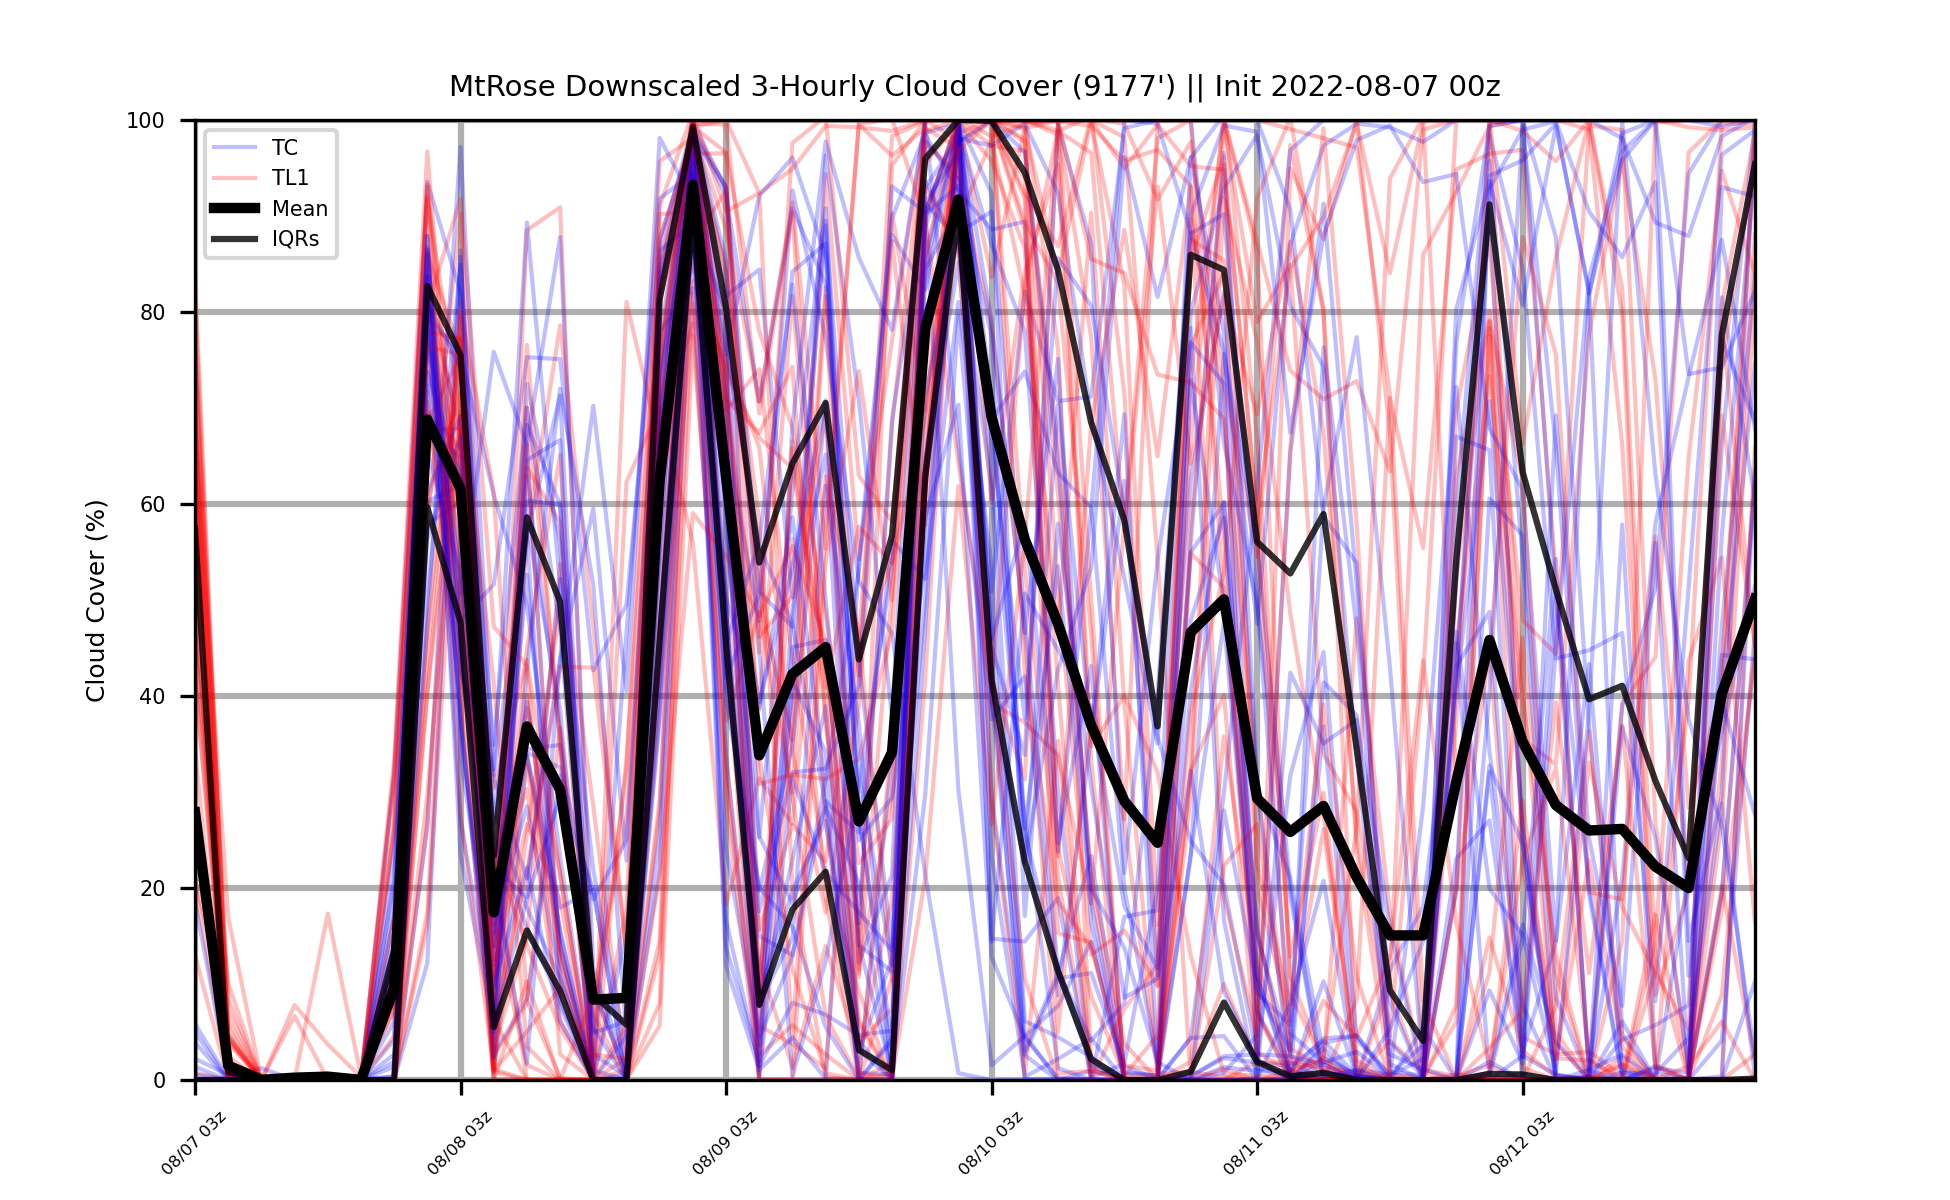 MtRose Downscaled 3-Hourly Cloud Cover (9177') || Init 2022-08-07 00z
TC
TL1
Mean
IQRs
Cloud Cover (%)
100
80
60
40
20
0
08/07 03z
08/08 03z
08/09 03z
08/10 03z
08/11 03z
08/12 03z